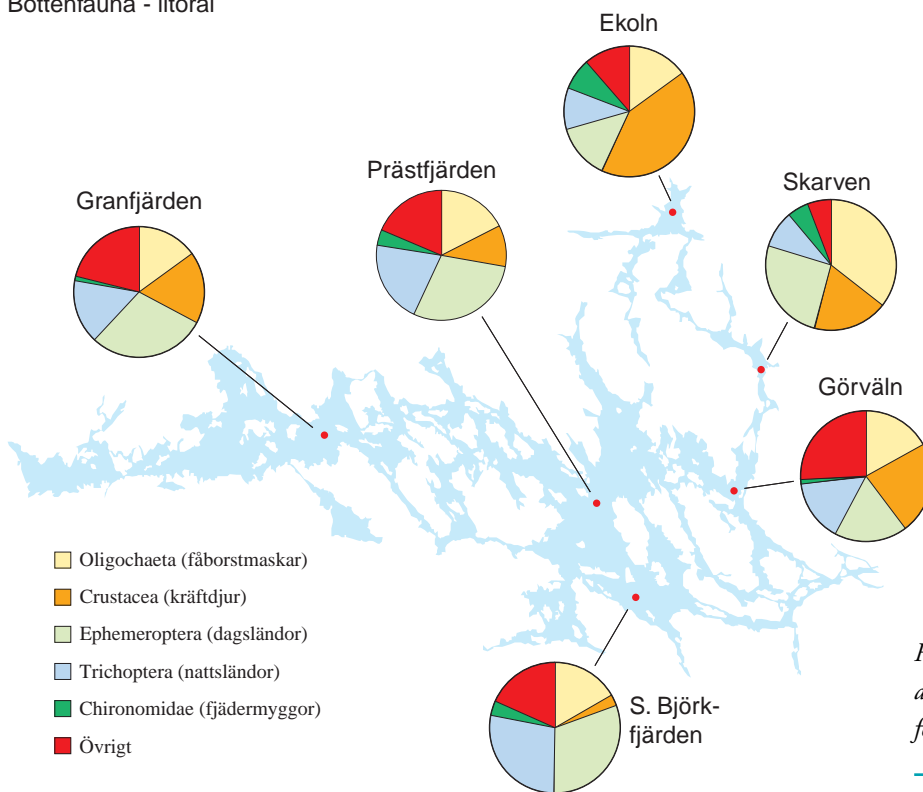 Bottenfauna - litoral
Ekoln
Prästfjärden
Skarven
Granfjärden
Görväln
Oligochaeta (fåborstmaskar)
Crustacea (kräftdjur)
Ephemeroptera (dagsländor)
Trichoptera (nattsländor)
Chironomidae (fjädermyggor)
Övrigt
S. Björk-
fjärden